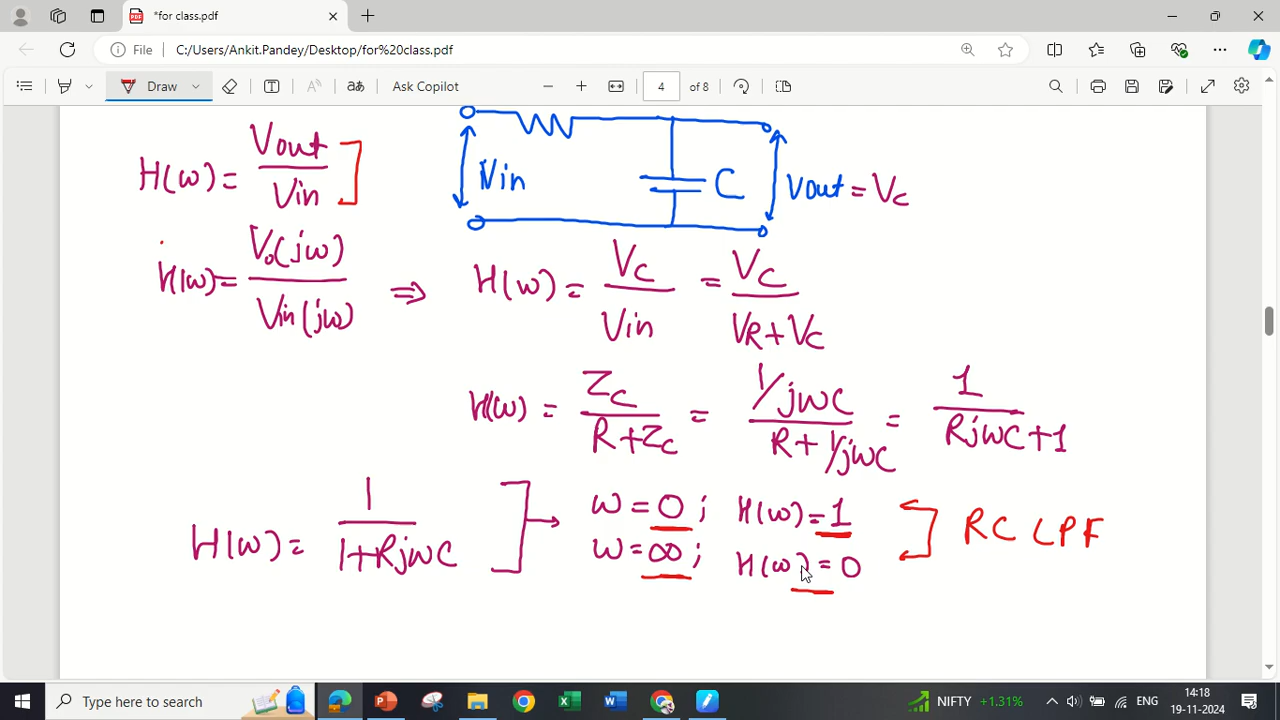 *for class.pdf
File C:/Users/Ankit.Pandey/Desktop/for%20class.pdf
Draw aあ Ask Copilot 4 of 8
H(ω) = Vout / Vin
Vin C Vout = Vc
H(ω) = Vo(jω) / Vin(jω) ⇒ H(ω) = Vc / Vin = Vc / VR + Vc
H(ω) = Zc / R + Zc = 1/jωC / R + 1/jωC = 1 / RjωC + 1
H(ω) = 1 / 1 + RjωC → ω = 0 ; H(ω) = 1
ω = ∞ ; H(ω) = 0
RC LPF
Type here to search NIFTY +1.31% ENG 14:18
19-11-2024